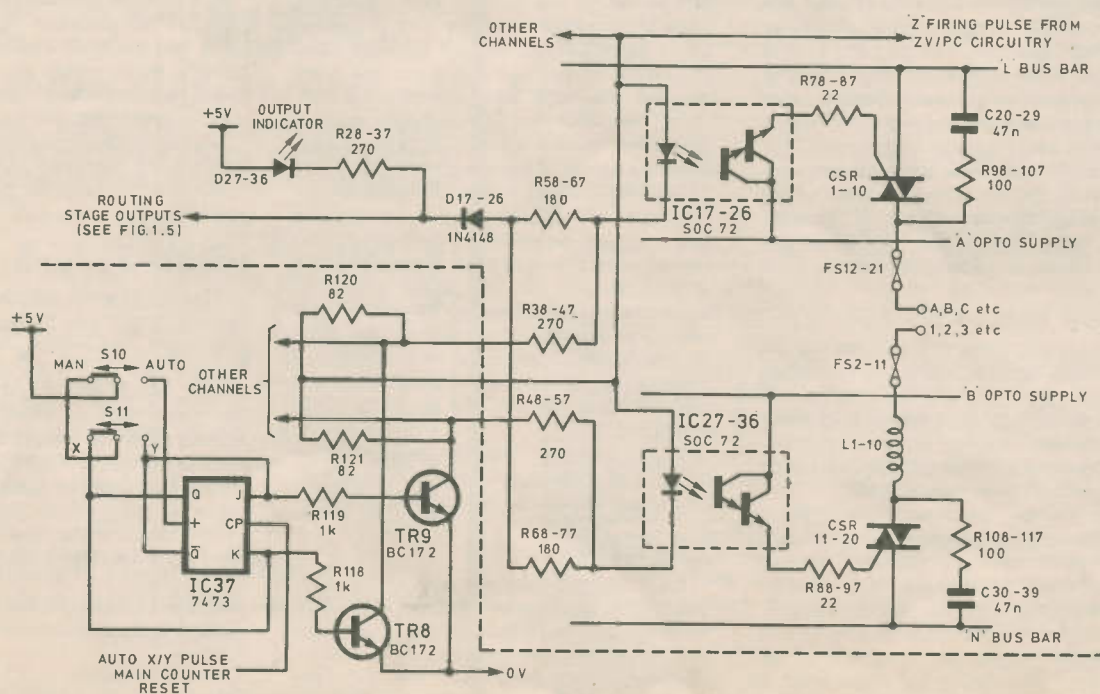 OTHER
CHANNELS
'Z' FIRING PULSE FROM
ZV/PC CIRCUITRY
'L' BUS BAR
R78-87
22
C20-29
47n
+5V
OUTPUT
INDICATOR
R28-37
270
D27-36
D17-26
1N4148
R58-67
180
IC17-26
SOC 72
CSR
1-10
R98-107
100
ROUTING
STAGE OUTPUTS
(SEE FIG.1.5)
'A' OPTO SUPPLY
FS12-21
R120
82
R38-47
270
A,B,C etc
1,2,3 etc
+5V
MAN
S10
AUTO
S11
X
Y
OTHER
CHANNELS
FS2-11
R48-57
270
IC27-36
SOC 72
'B' OPTO SUPPLY
L1-10
R121
82
Q
J
+
CP
Q̅
K
IC37
7473
R119
1k
TR9
BC172
R118
1k
TR8
BC172
R68-77
180
CSR
11-20
R108-117
100
R88-97
22
C30-39
47n
'N' BUS BAR
AUTO X/Y PULSE
MAIN COUNTER
RESET
0V